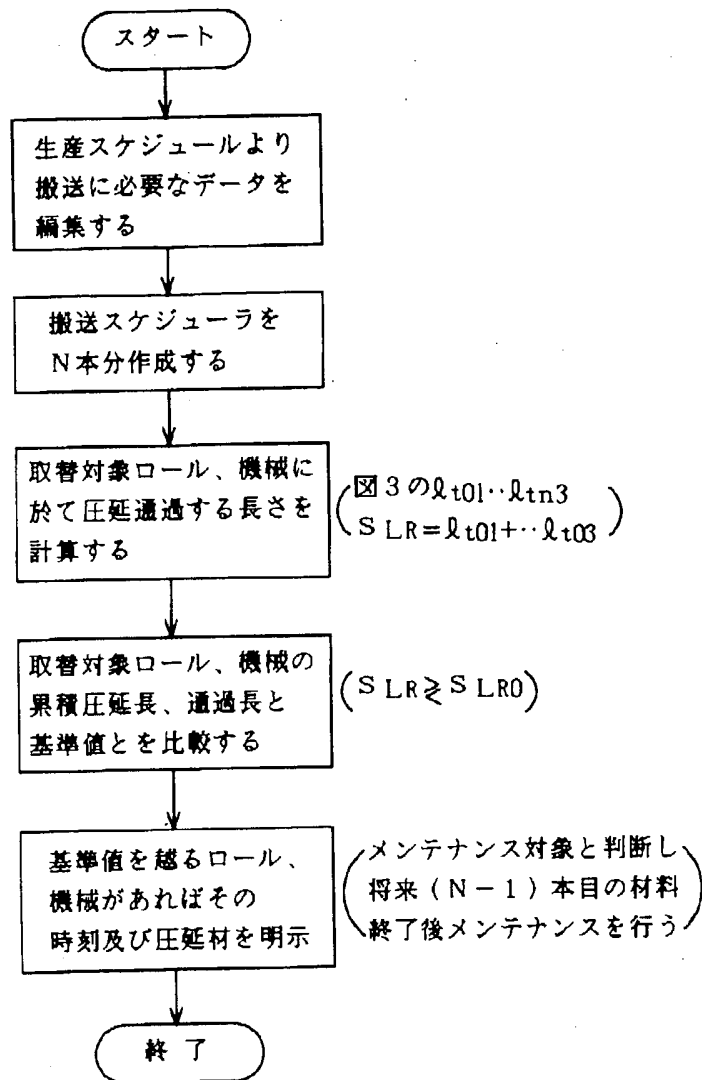 スタート
生産スケジュールより
搬送に必要なデータを
編集する
搬送スケジューラを
N本分作成する
取替対象ロール、機械に
於て圧延通過する長さを
計算する
(図3のℓt01‥ℓtn3
SLR=ℓt01+‥ℓt03)
取替対象ロール、機械の
累積圧延長、通過長と
基準値とを比較する
(SLR≷SLR0)
基準値を越るロール、
機械があればその
時刻及び圧延材を明示
(メンテナンス対象と判断し
将来(N-1)本目の材料
終了後メンテナンスを行う)
終了